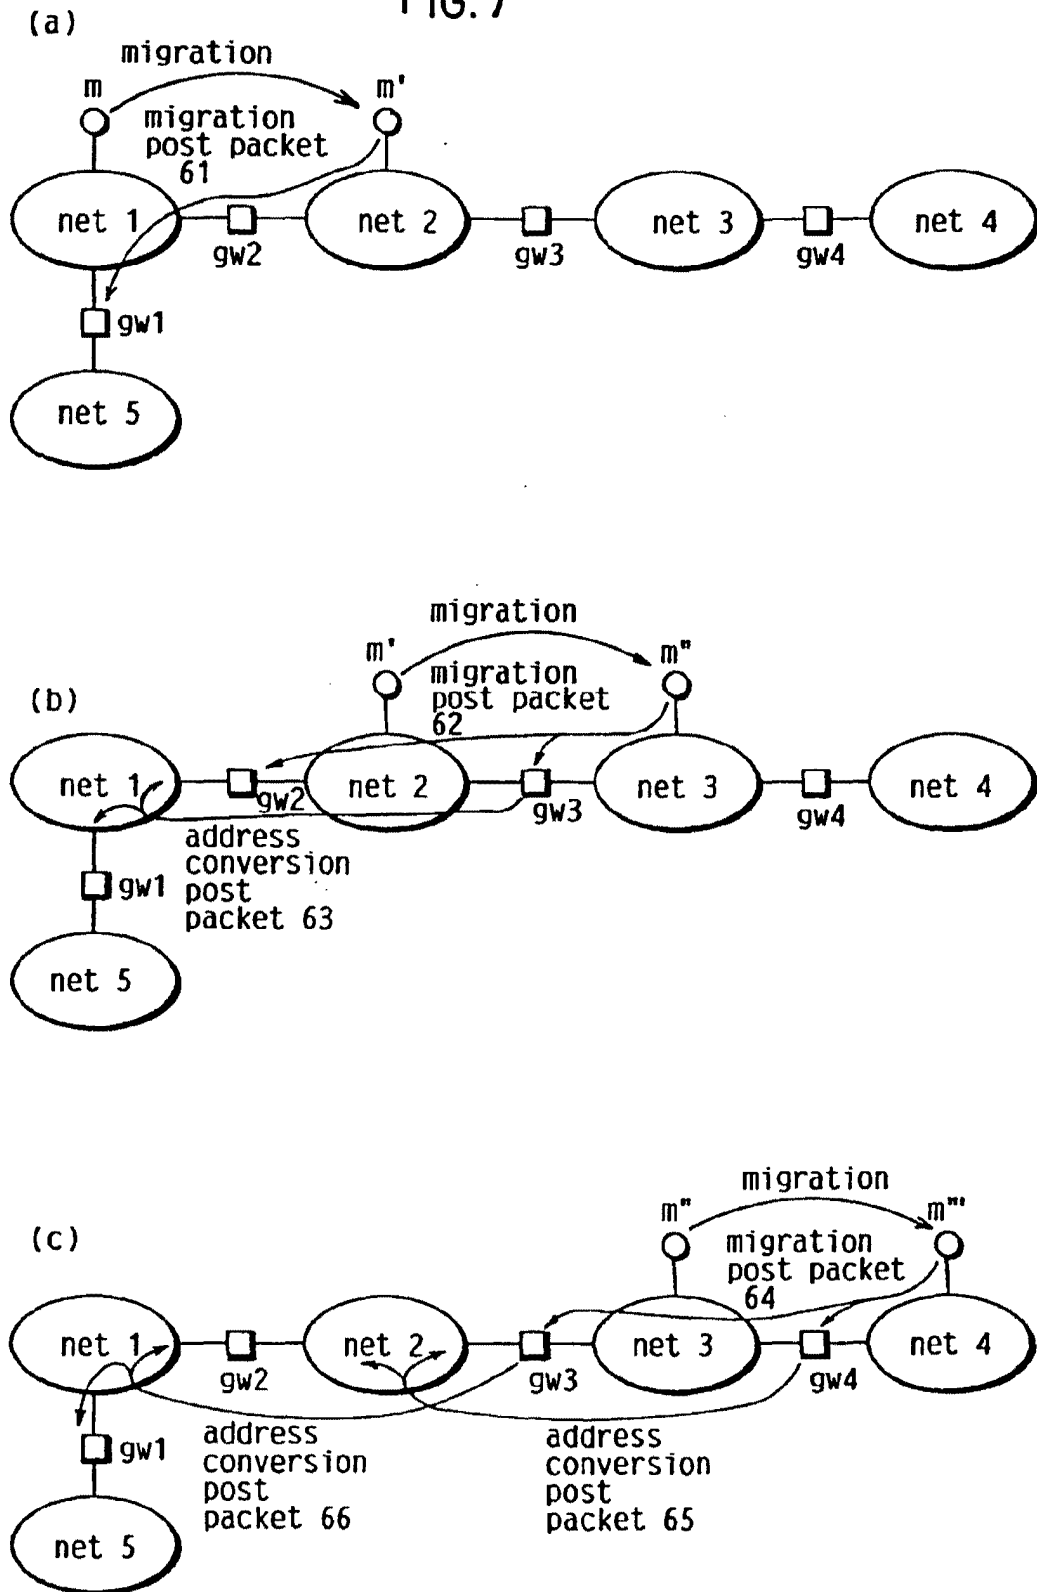 FIG. 7
(a)
migration
m
m'
migration
post packet
61
net 1
net 2
net 3
net 4
gw2
gw3
gw4
gw1
net 5
migration
m'
m"
(b)
migration
post packet
62
net 1
net 2
net 3
net 4
gw2
gw3
gw4
address
conversion
post
packet 63
gw1
net 5
migration
m"
m"'
(c)
migration
post packet
64
net 1
net 2
net 3
net 4
gw2
gw3
gw4
address
conversion
post
packet 66
address
conversion
post
packet 65
gw1
net 5